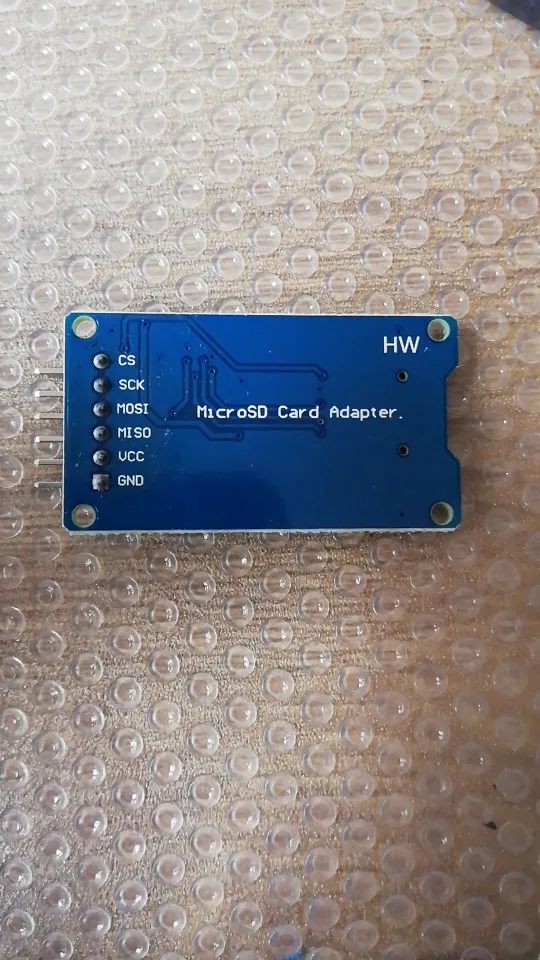 HW
CS
SCK
MOSI
MicroSD Card Adapter.
MISO
VCC
GND